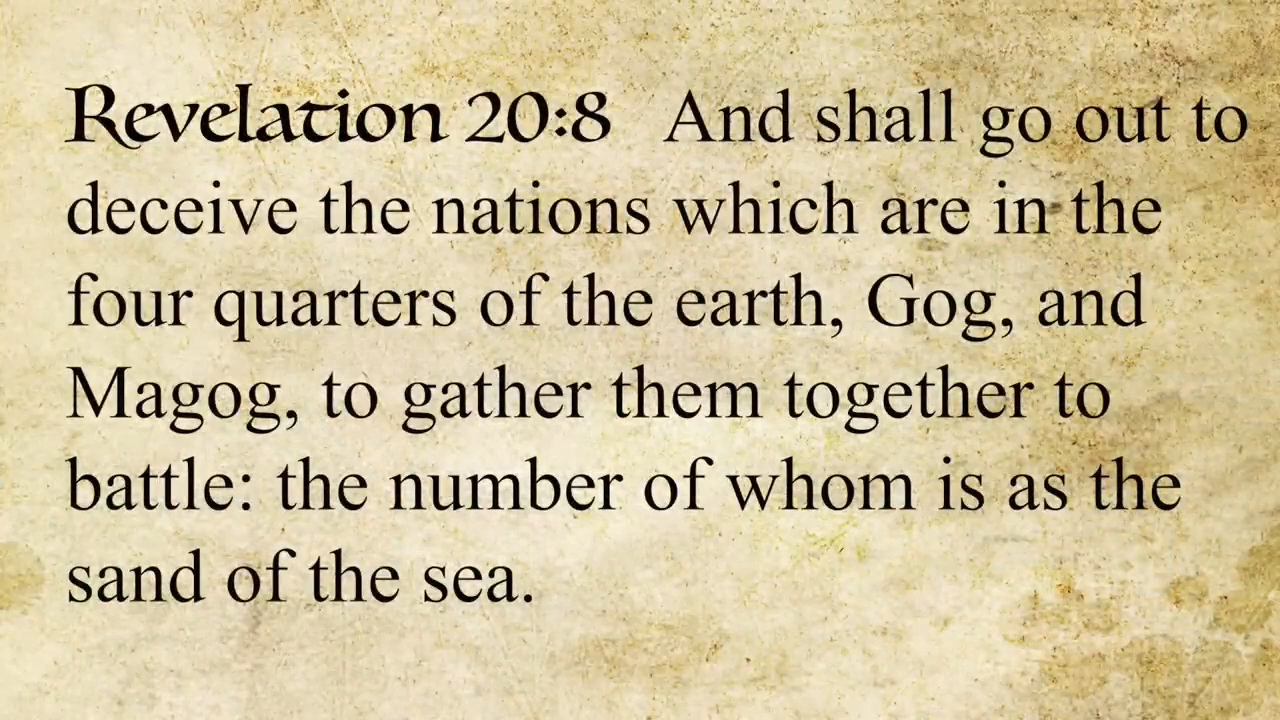 Revelation 20:8 And shall go out to
deceive the nations which are in the
four quarters of the earth, Gog, and
Magog, to gather them together to
battle: the number of whom is as the
sand of the sea.